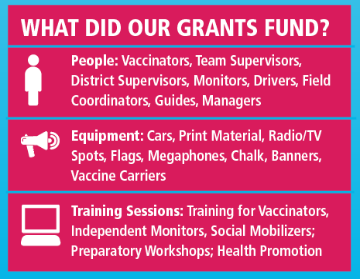 WHAT DID OUR GRANTS FUND?
People: Vaccinators, Team Supervisors,
District Supervisors, Monitors, Drivers, Field
Coordinators, Guides, Managers
Equipment: Cars, Print Material, Radio/TV
Spots, Flags, Megaphones, Chalk, Banners,
Vaccine Carriers
Training Sessions: Training for Vaccinators,
Independent Monitors, Social Mobilizers;
Preparatory Workshops; Health Promotion